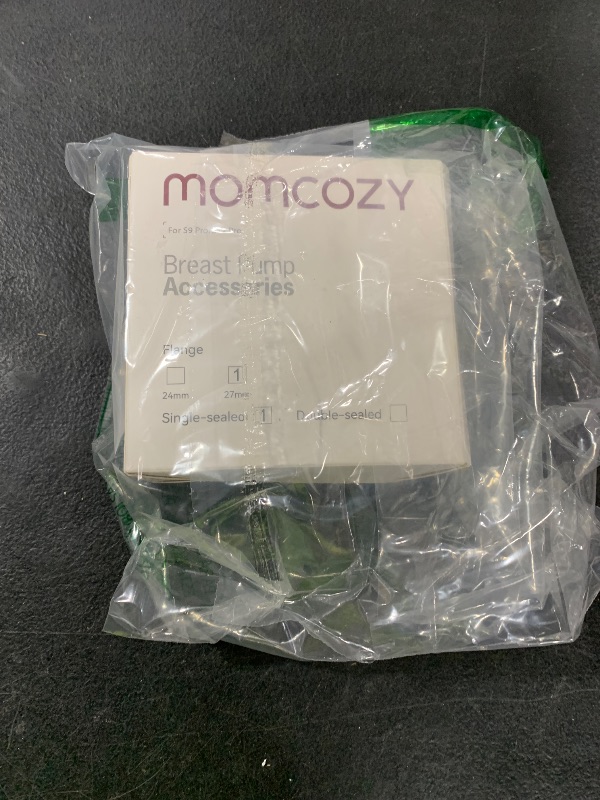 momcozy
For S9 Pro
Breast Pump
Accessories
Flange
1
24mm 27mm
Single-sealed 1 Double-sealed